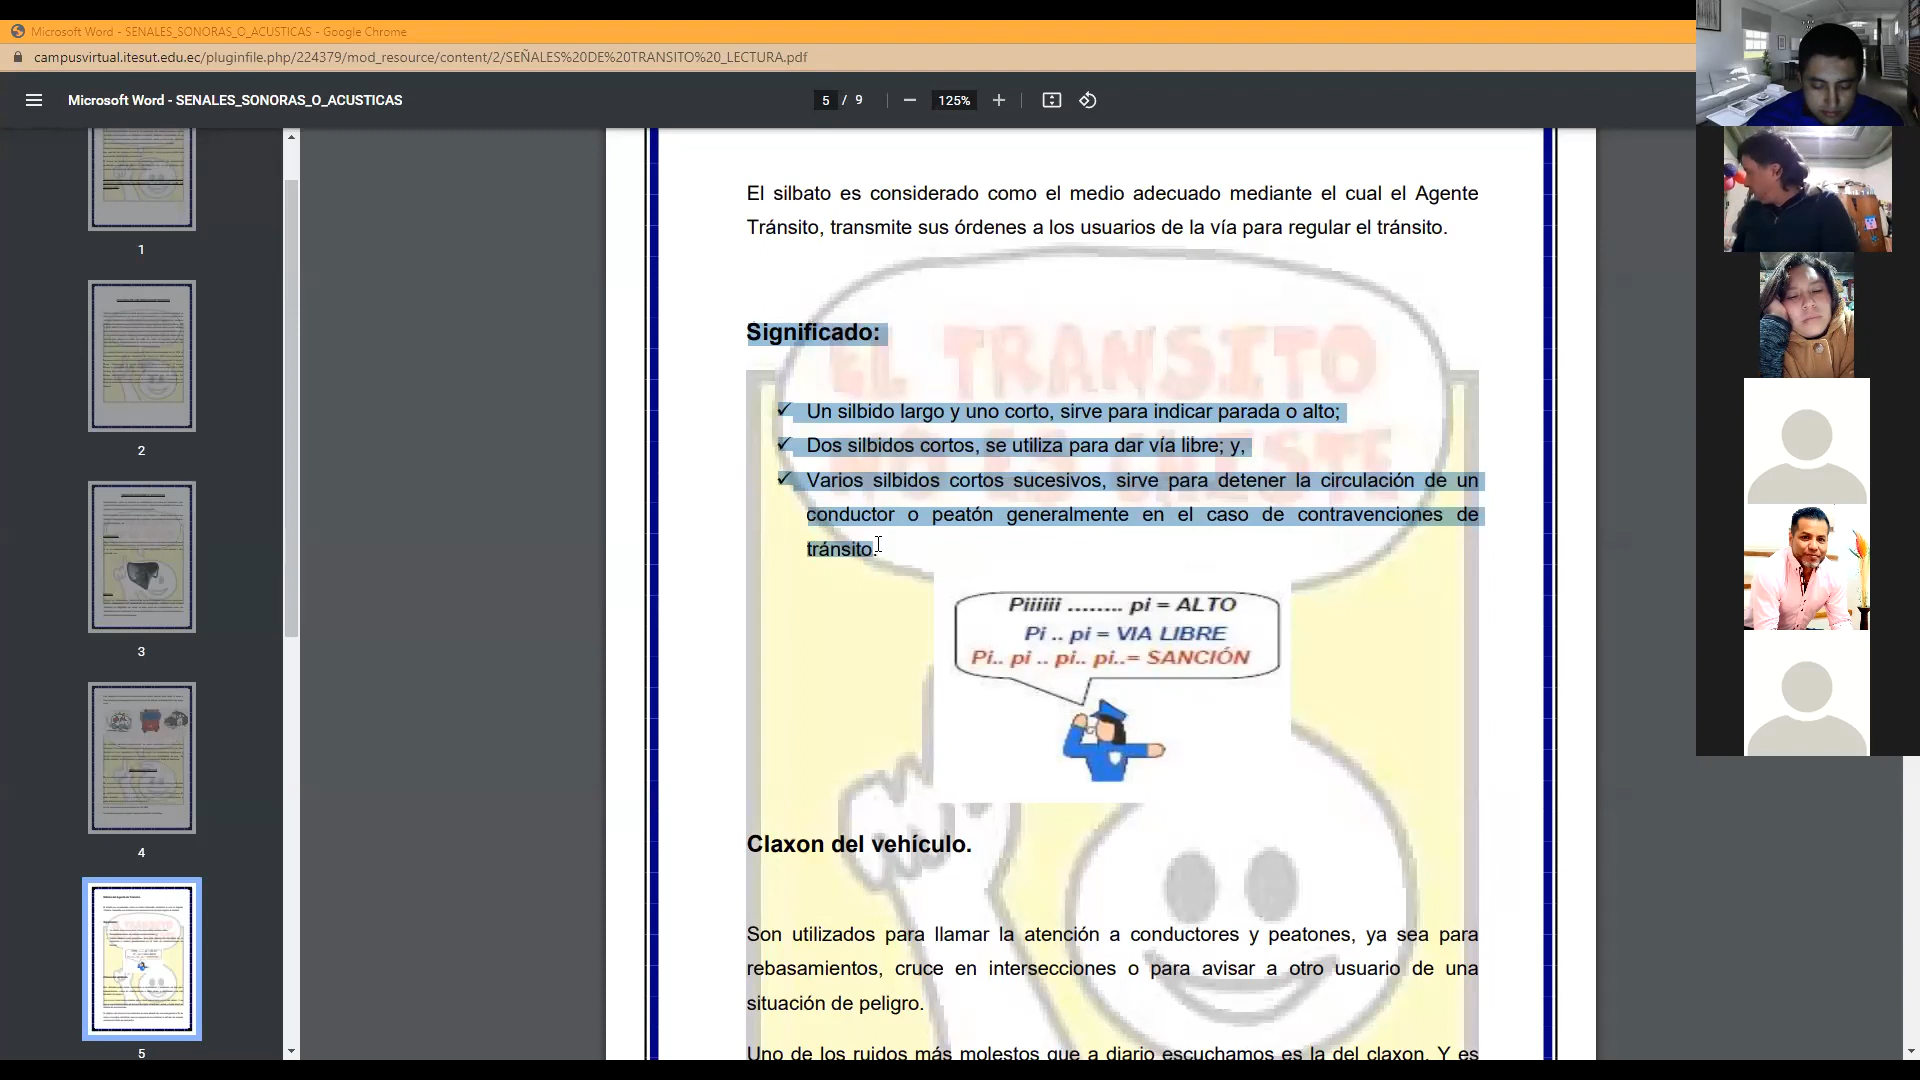 Microsoft Word - SENALES_SONORAS_O_ACUSTICAS - Google Chrome
campusvirtual.itesut.edu.ec/pluginfile.php/224379/mod_resource/content/2/SEÑALES%20DE%20TRANSITO%20_LECTURA.pdf
Microsoft Word - SENALES_SONORAS_O_ACUSTICAS
5 / 9
125%
1
2
3
4
5
El silbato es considerado como el medio adecuado mediante el cual el Agente
Tránsito, transmite sus órdenes a los usuarios de la vía para regular el tránsito.
EL TRANSITO
NO ES CHISTE
Significado:
Un silbido largo y uno corto, sirve para indicar parada o alto;
Dos silbidos cortos, se utiliza para dar vía libre; y,
Varios silbidos cortos sucesivos, sirve para detener la circulación de un
conductor o peatón generalmente en el caso de contravenciones de
tránsito.
Piiiiii ........ pi = ALTO
Pi .. pi = VIA LIBRE
Pi.. pi .. pi.. pi..= SANCIÓN
Claxon del vehículo.
Son utilizados para llamar la atención a conductores y peatones, ya sea para
rebasamientos, cruce en intersecciones o para avisar a otro usuario de una
situación de peligro.
Uno de los ruidos más molestos que a diario escuchamos es la del claxon. Y es